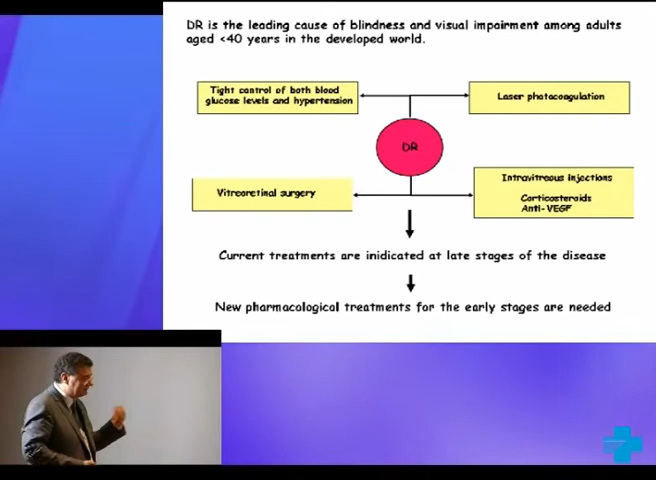 DR is the leading cause of blindness and visual impairment among adults
aged <40 years in the developed world.
Tight control of both blood
glucose levels and hypertension
Laser photocoagulation
DR
Vitreoretinal surgery
Intravitreous injections
Corticosteroids
Anti-VEGF
Current treatments are inidicated at late stages of the disease
New pharmacological treatments for the early stages are needed